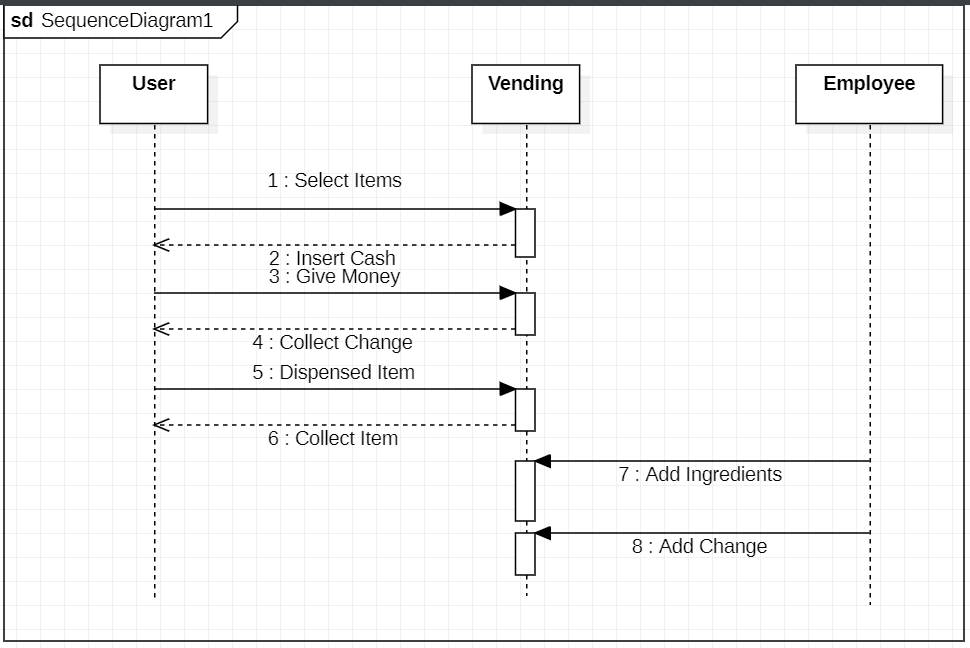 sd SequenceDiagram1
User
Vending
Employee
1 : Select Items
2 : Insert Cash
3 : Give Money
4 : Collect Change
5 : Dispensed Item
6 : Collect Item
7 : Add Ingredients
8 : Add Change